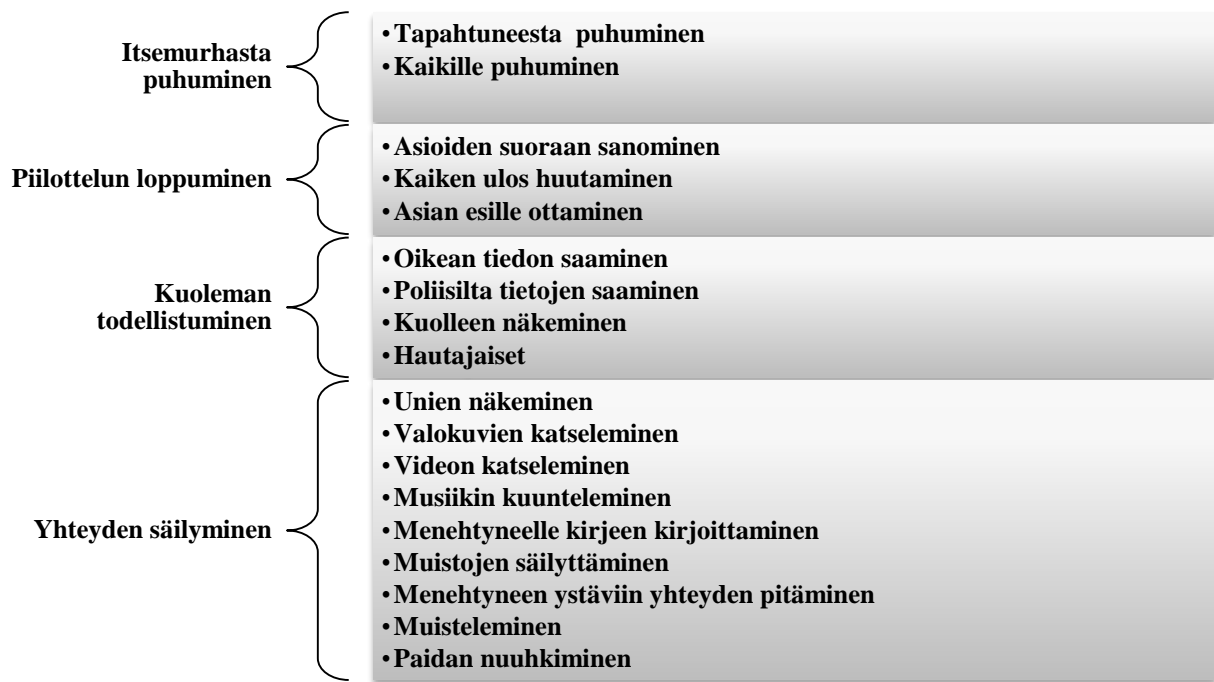 Itsemurhasta
puhuminen
•Tapahtuneesta puhuminen
•Kaikille puhuminen
Piilottelun loppuminen
•Asioiden suoraan sanominen
•Kaiken ulos huutaminen
•Asian esille ottaminen
Kuoleman
todellistuminen
•Oikean tiedon saaminen
•Poliisilta tietojen saaminen
•Kuolleen näkeminen
•Hautajaiset
Yhteyden säilyminen
•Unien näkeminen
•Valokuvien katseleminen
•Videon katseleminen
•Musiikin kuunteleminen
•Menehtyneelle kirjeen kirjoittaminen
•Muistojen säilyttäminen
•Menehtyneen ystäviin yhteyden pitäminen
•Muisteleminen
•Paidan nuuhkiminen